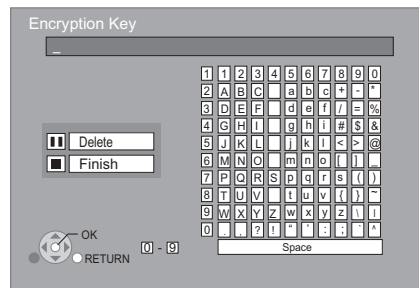 Encryption Key
_
1 1 2 3 4 5 6 7 8 9 0
2 A B C a b c + - *
3 D E F d e f / = %
4 G H I g h i # $ &
5 J K L j k l < > @
6 M N O m n o [ ] _
7 P Q R S p q r s ( )
8 T U V t u v { } ~
9 W X Y Z w x y z \ |
0 . , ? ! " ' : ; ` ^
Space
Delete
Finish
OK
RETURN
0 - 9